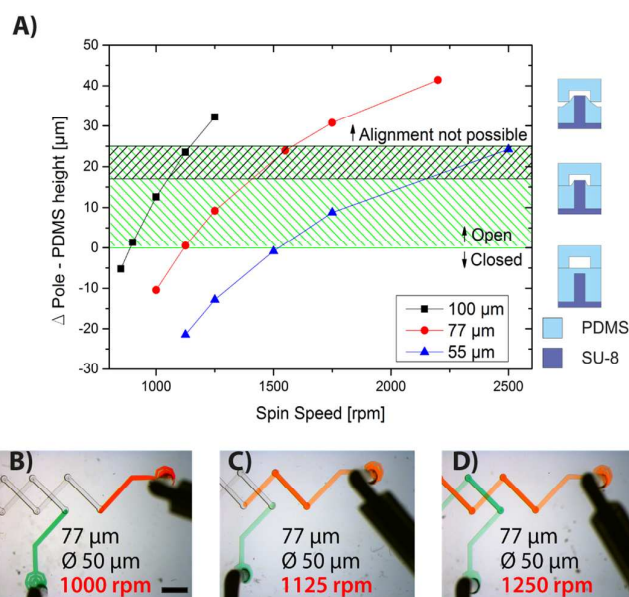 A)
50
40
30
20
10
0
-10
-20
-30
Δ Pole - PDMS height [µm]
Alignment not possible
Open
Closed
100 µm
77 µm
55 µm
1000
1500
2000
2500
Spin Speed [rpm]
PDMS
SU-8
B)
77 µm
Ø 50 µm
1000 rpm
C)
77 µm
Ø 50 µm
1125 rpm
D)
77 µm
Ø 50 µm
1250 rpm